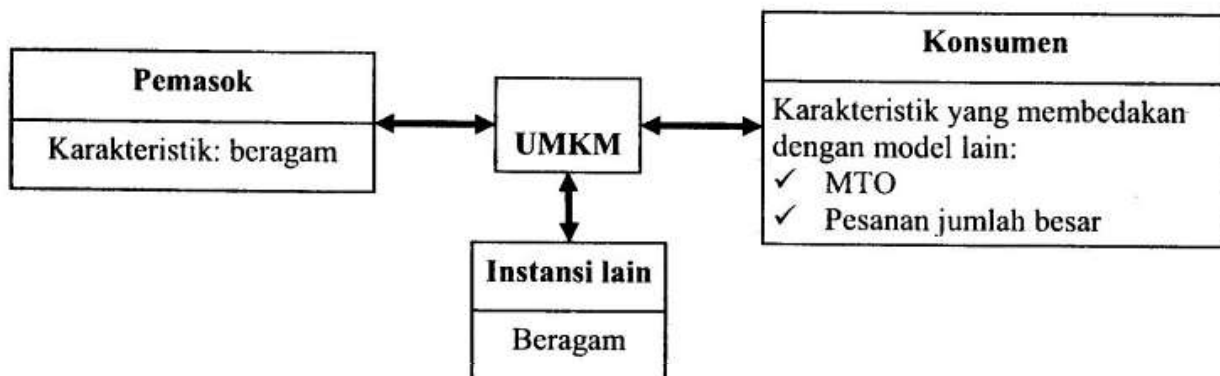 Pemasok
Karakteristik: beragam
UMKM
Konsumen
Karakteristik yang membedakan
dengan model lain:
✓ MTO
✓ Pesanan jumlah besar
Instansi lain
Beragam